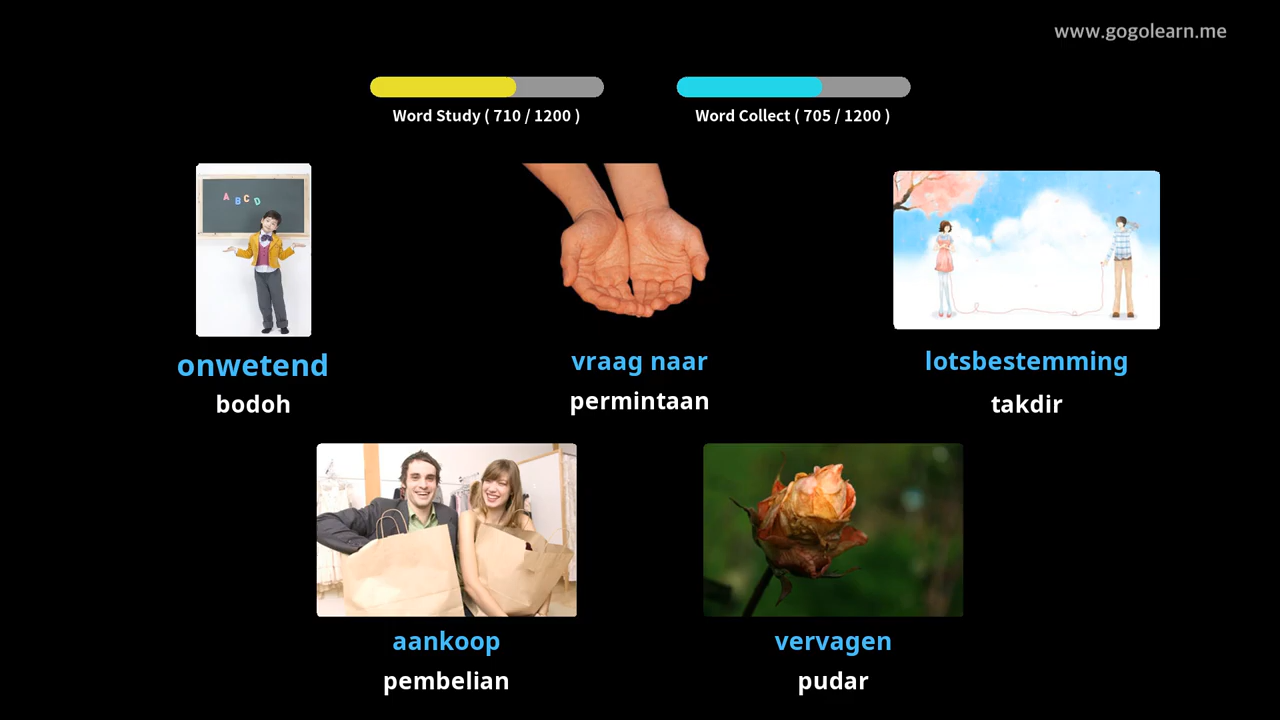 www.gogolearn.me
Word Study ( 710 / 1200 )
Word Collect ( 705 / 1200 )
A B C D
onwetend
bodoh
vraag naar
permintaan
lotsbestemming
takdir
aankoop
pembelian
vervagen
pudar